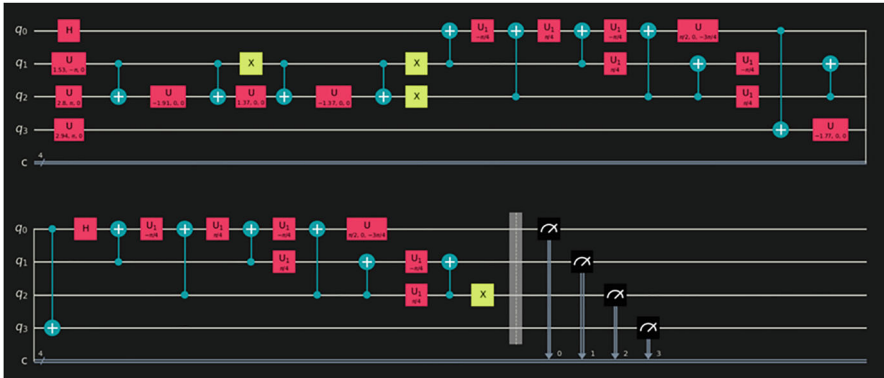 q₀ H U₁ -π/4 U₁ π/4 U₁ -π/4 U π/2, 0, -3π/4
q₁ U 1.53, -π, 0 X X U₁ π/4 U₁ -π/4
q₂ U 2.8, π, 0 U -1.91, 0, 0 U 1.37, 0, 0 U -1.37, 0, 0 X U₁ π/4
q₃ U 2.94, π, 0 U -1.77, 0, 0
c 4
q₀ H U₁ -π/4 U₁ π/4 U₁ -π/4 U π/2, 0, -3π/4
q₁ U₁ π/4 U₁ -π/4
q₂ U₁ π/4 X
q₃
c 4 0 1 2 3